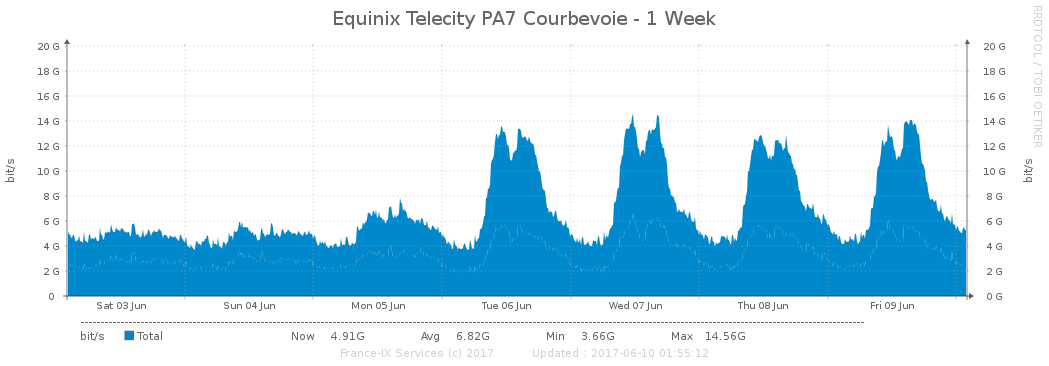 Equinix Telecity PA7 Courbevoie - 1 Week
RRDTOOL / TOBI OETIKER
20 G 20 G
18 G 18 G
16 G 16 G
14 G 14 G
12 G 12 G
10 G 10 G
8 G 8 G
6 G 6 G
4 G 4 G
2 G 2 G
0 0 G
bit/s bit/s
Sat 03 Jun Sun 04 Jun Mon 05 Jun Tue 06 Jun Wed 07 Jun Thu 08 Jun Fri 09 Jun
bit/s Total Now 4.91G Avg 6.82G Min 3.66G Max 14.56G
France-IX Services (c) 2017 Updated : 2017-06-10 01:55:12